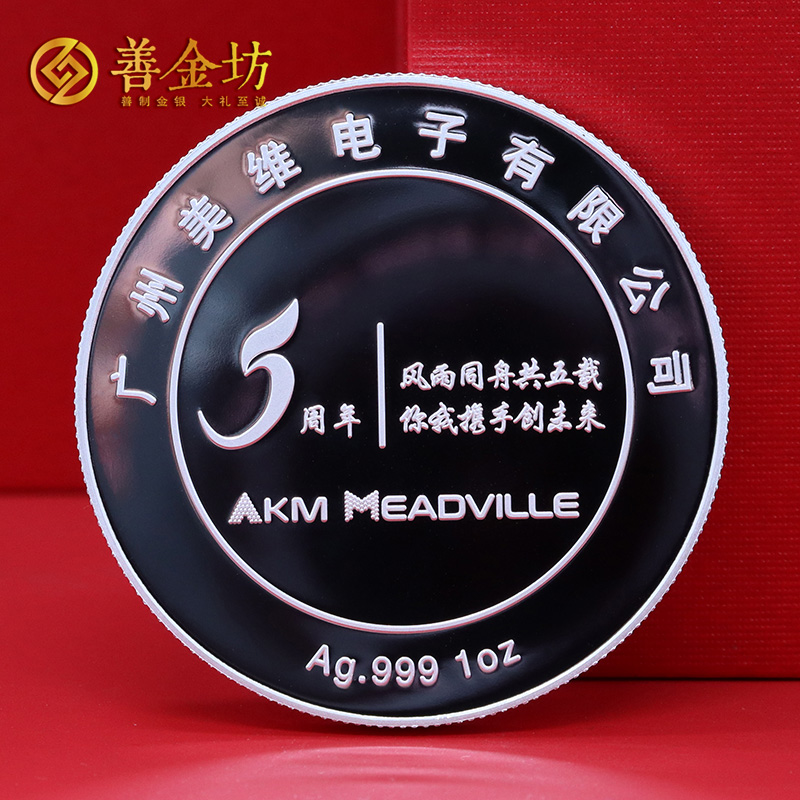 善金坊
善制金银 大礼至诚
广州美维电子有限公司
5周年
风雨同舟共五载
你我携手创未来
AKM MEADVILLE
Ag.999 1oz